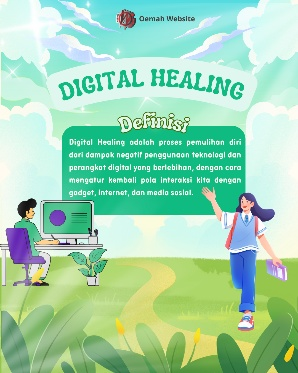 Oemah Website
DIGITAL HEALING
Definisi
Digital Healing adalah proses pemulihan diri
dari dampak negatif penggunaan teknologi dan
perangkat digital yang berlebihan, dengan cara
mengatur kembali pola interaksi kita dengan
gadget, internet, dan media sosial.